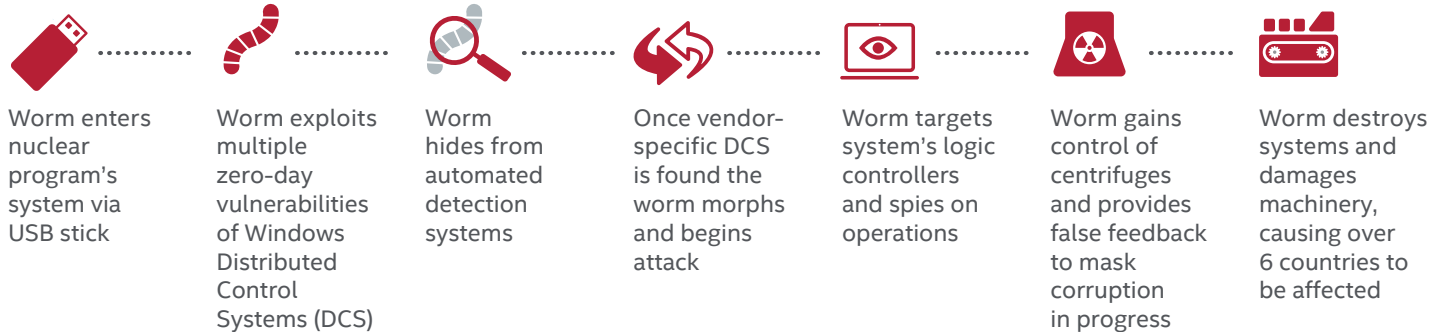 Worm enters
nuclear
program’s
system via
USB stick
Worm exploits
multiple
zero-day
vulnerabilities
of Windows
Distributed
Control
Systems (DCS)
Worm
hides from
automated
detection
systems
Once vendor-
specific DCS
is found the
worm morphs
and begins
attack
Worm targets
system’s logic
controllers
and spies on
operations
Worm gains
control of
centrifuges
and provides
false feedback
to mask
corruption
in progress
Worm destroys
systems and
damages
machinery,
causing over
6 countries to
be affected